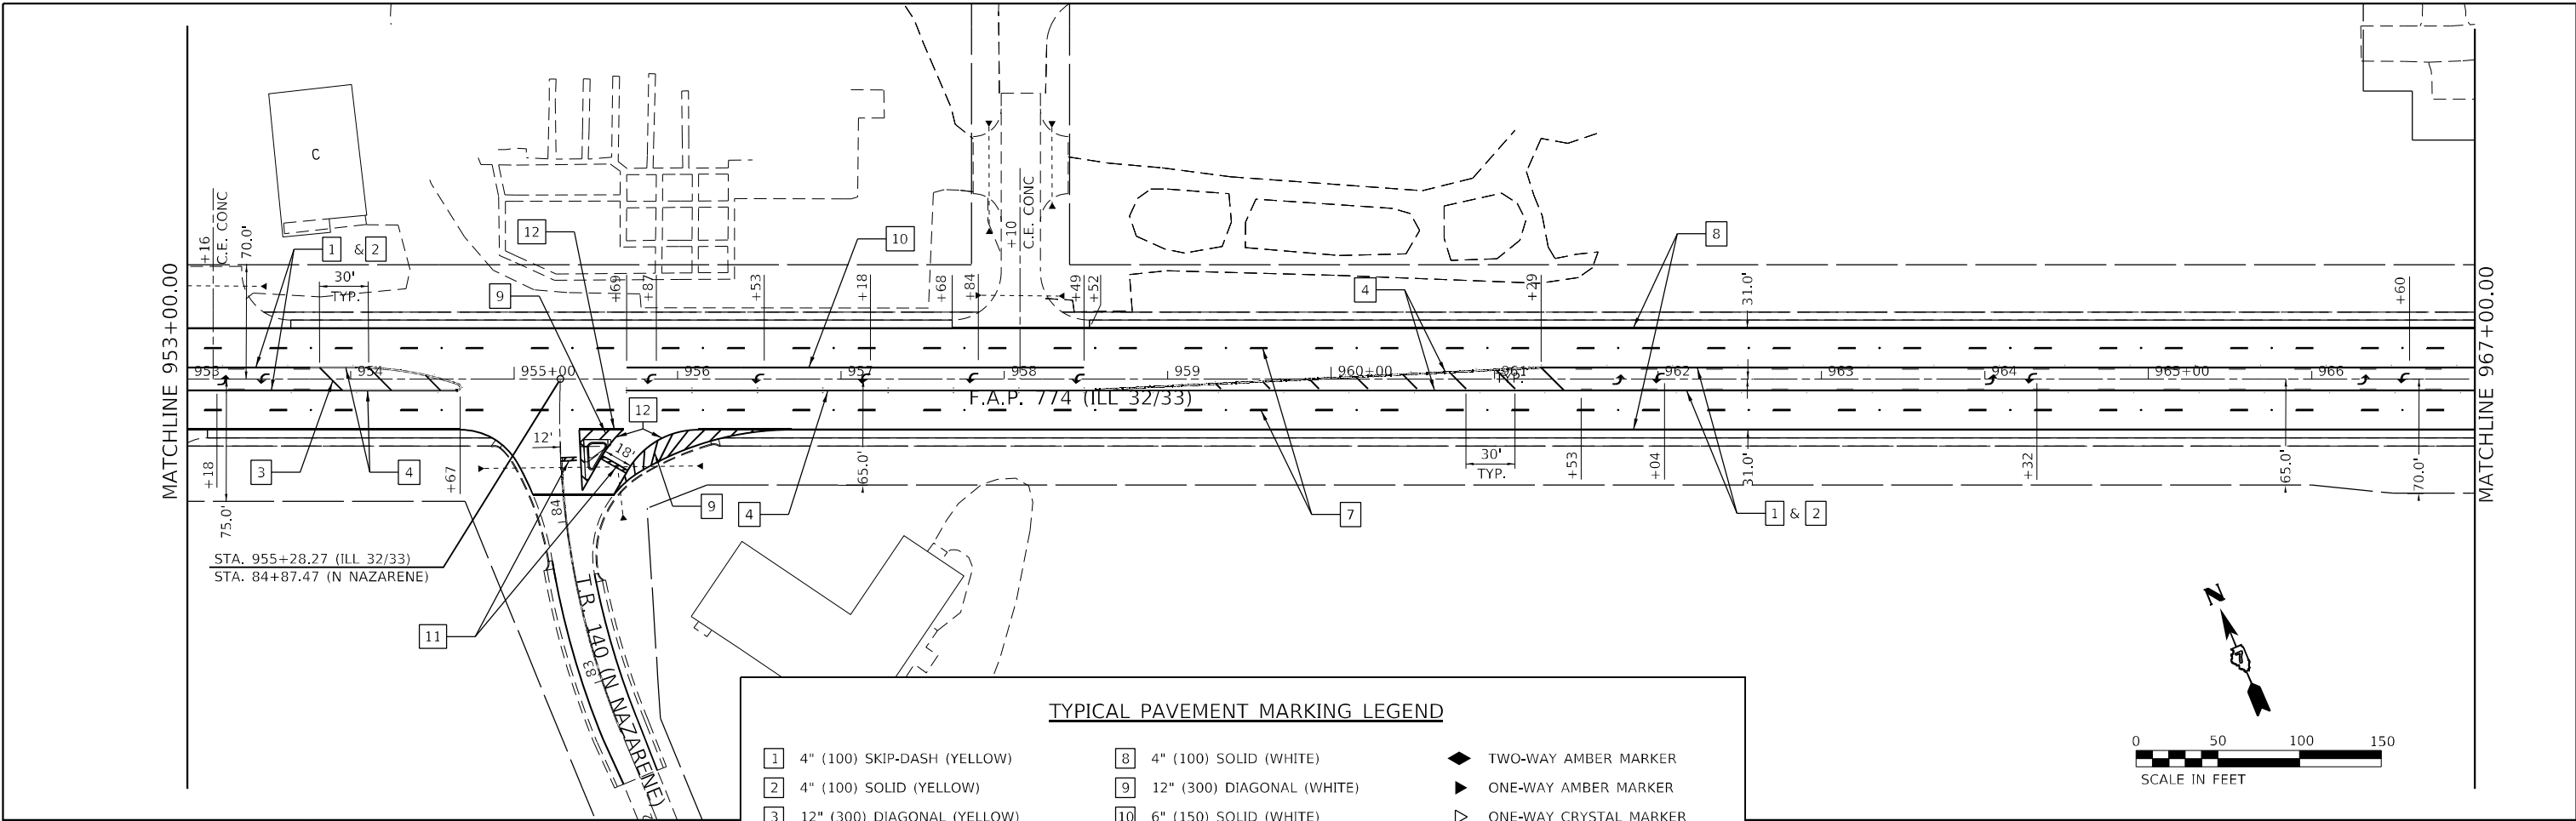 MATCHLINE 953+00.00
+16
C.E. CONC
70.0'
C
1 & 2
30'
TYP.
9
12
+69
+87
10
+53
+18
+68
+84
+10
C.E. CONC
+49
+52
4
+29
8
31.0'
+60
MATCHLINE 967+00.00
953
954
955+00
956
957
958
959
960+00
961
962
963
964
965+00
966
F.A.P. 774 (ILL 32/33)
TYP.
+18
75.0'
3
4
+67
12'
12
18'
84
9
4
65.0'
7
30'
TYP.
+53
+04
31.0'
1 & 2
+32
65.0'
70.0'
STA. 955+28.27 (ILL 32/33)
STA. 84+87.47 (N NAZARENE)
11
T.R. 140 (N NAZARENE)
83
N
0 50 100 150
SCALE IN FEET
TYPICAL PAVEMENT MARKING LEGEND
1 4" (100) SKIP-DASH (YELLOW)
2 4" (100) SOLID (YELLOW)
3 12" (300) DIAGONAL (YELLOW)
8 4" (100) SOLID (WHITE)
9 12" (300) DIAGONAL (WHITE)
10 6" (150) SOLID (WHITE)
TWO-WAY AMBER MARKER
ONE-WAY AMBER MARKER
ONE-WAY CRYSTAL MARKER